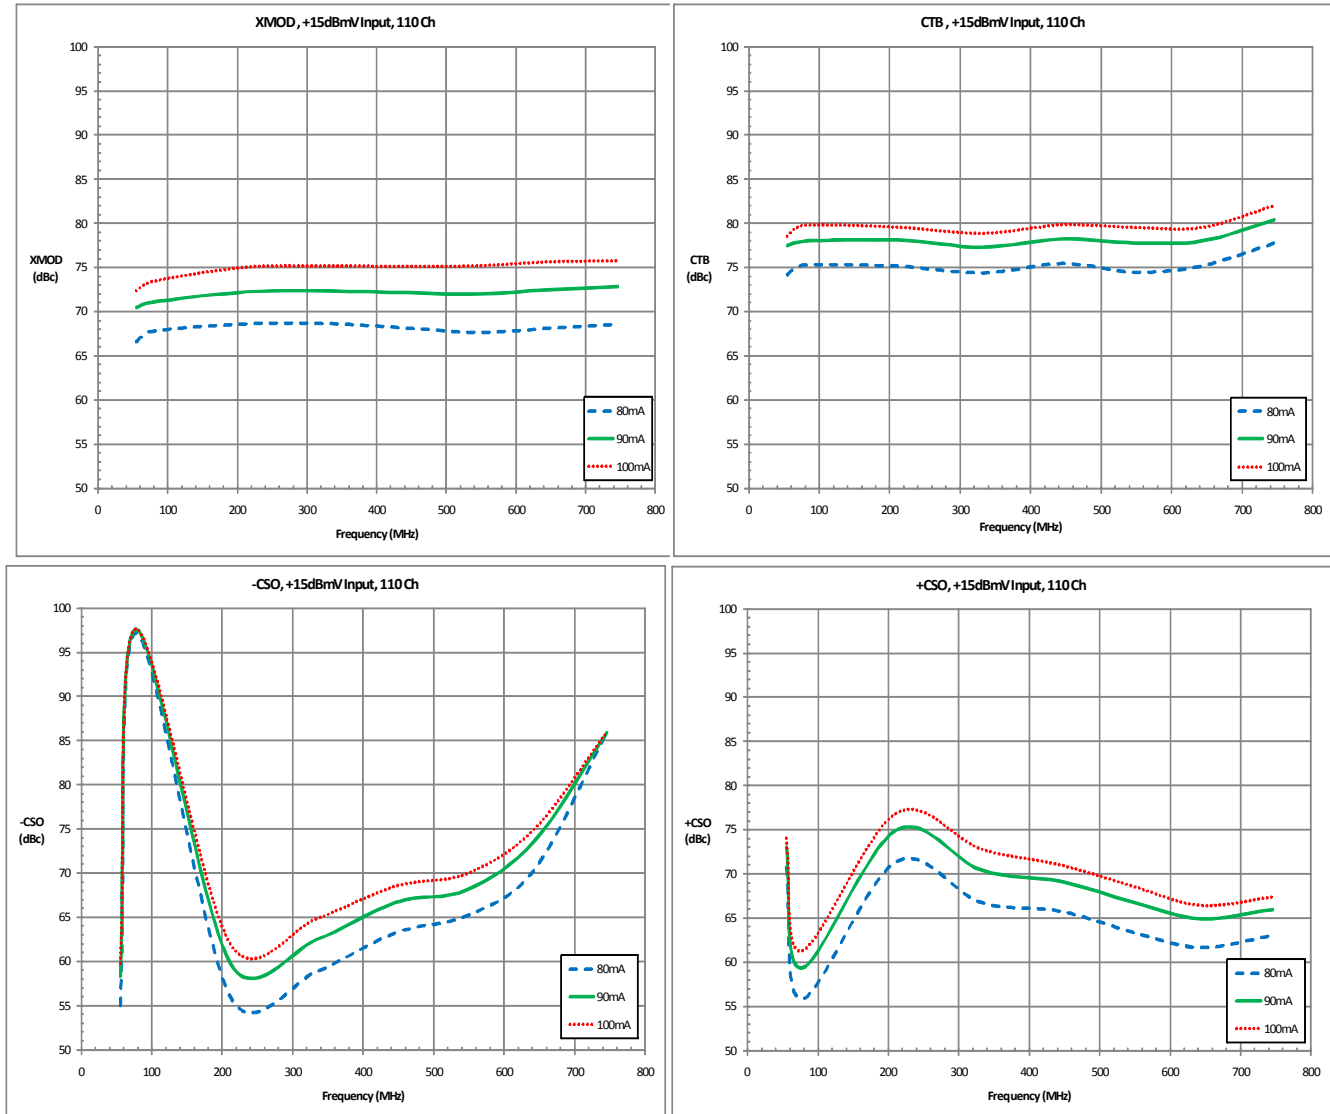 XMOD, +15dBmV Input, 110 Ch
100
95
90
85
80
75
70
65
60
55
50
XMOD
(dBc)
0
100
200
300
400
500
600
700
800
Frequency (MHz)
80mA
90mA
100mA
CTB, +15dBmV Input, 110 Ch
100
95
90
85
80
75
70
65
60
55
50
CTB
(dBc)
0
100
200
300
400
500
600
700
800
Frequency (MHz)
80mA
90mA
100mA
-CSO, +15dBmV Input, 110 Ch
100
95
90
85
80
75
70
65
60
55
50
-CSO
(dBc)
0
100
200
300
400
500
600
700
800
Frequency (MHz)
80mA
90mA
100mA
+CSO, +15dBmV Input, 110 Ch
100
95
90
85
80
75
70
65
60
55
50
+CSO
(dBc)
0
100
200
300
400
500
600
700
800
Frequency (MHz)
80mA
90mA
100mA